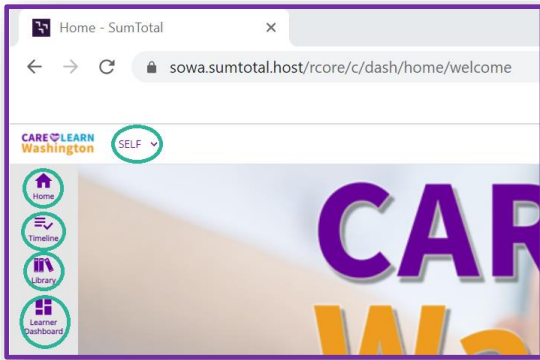 Home - SumTotal
sowa.sumtotal.host/rcore/c/dash/home/welcome
CARE LEARN
Washington
SELF
Home
Timeline
Library
Learner
Dashboard
CAR
Wa